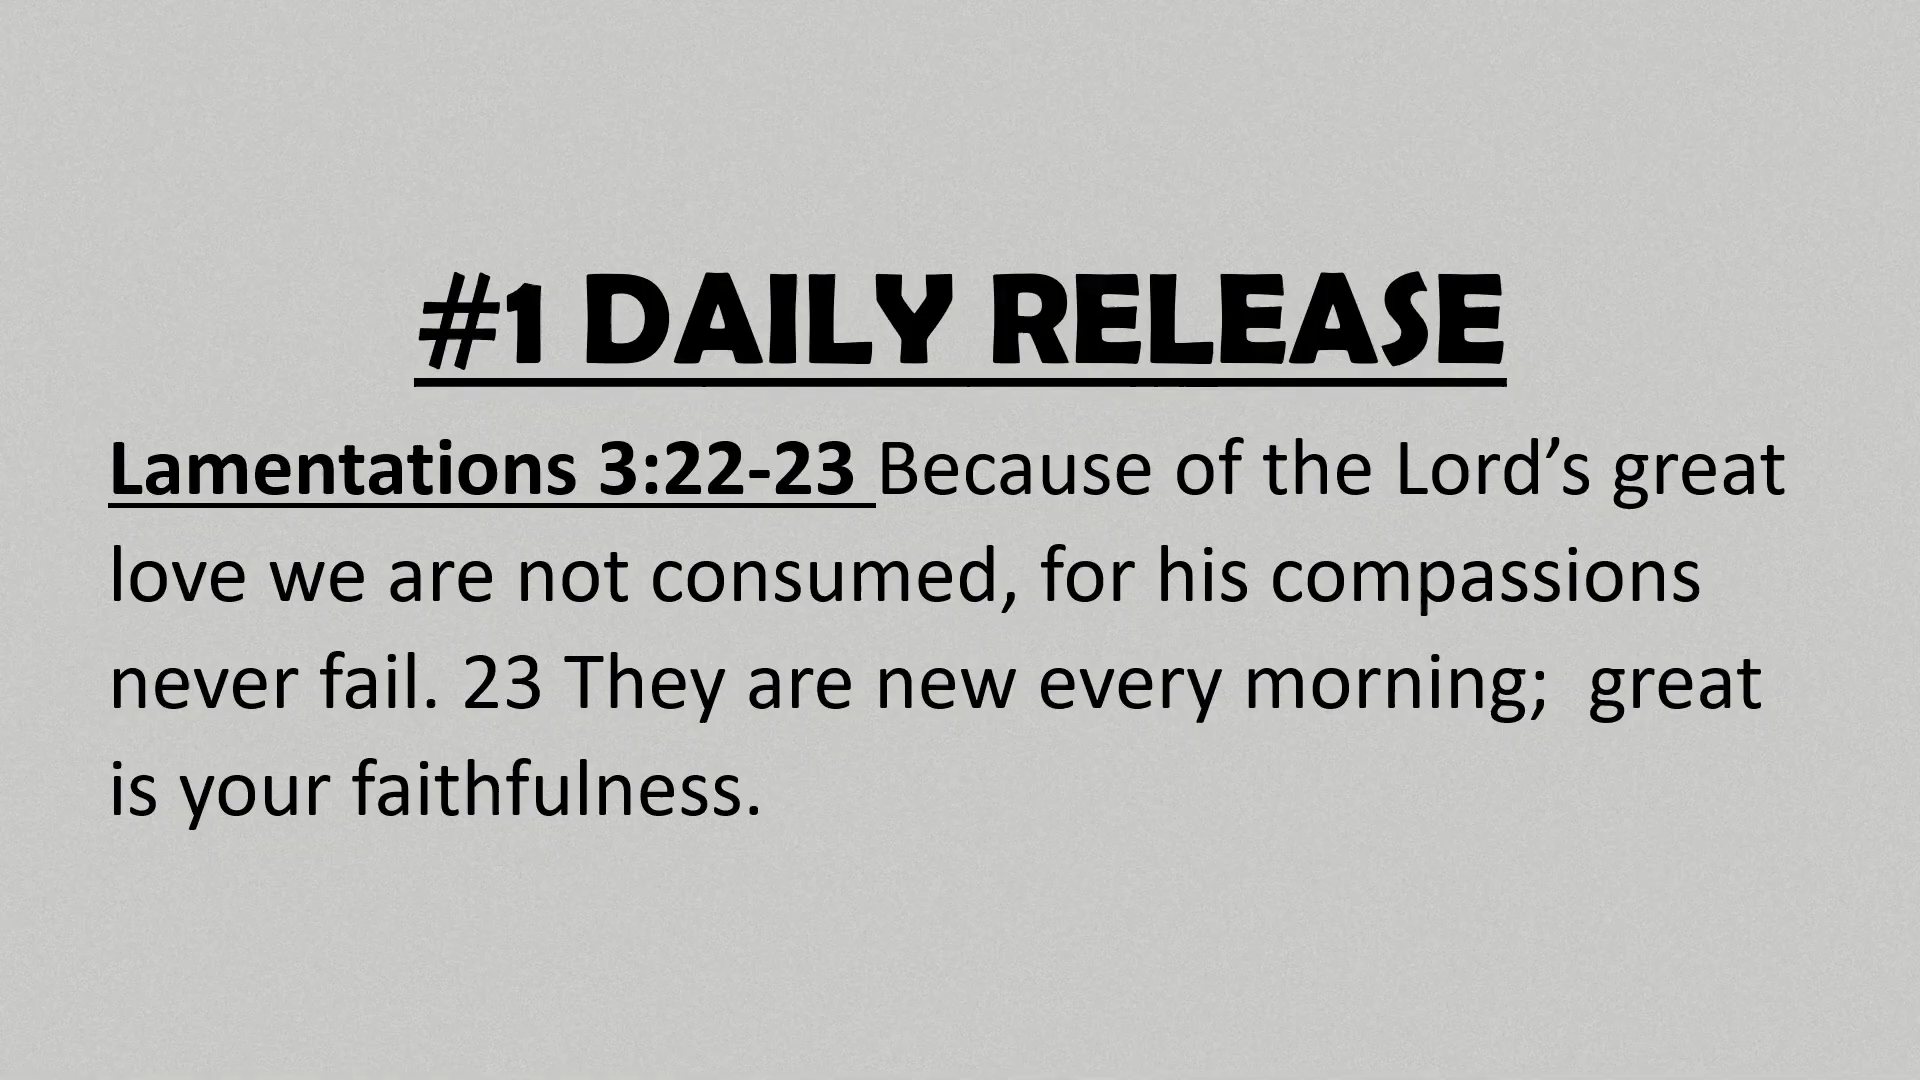 #1 DAILY RELEASE
Lamentations 3:22-23 Because of the Lord’s great
love we are not consumed, for his compassions
never fail. 23 They are new every morning;  great
is your faithfulness.